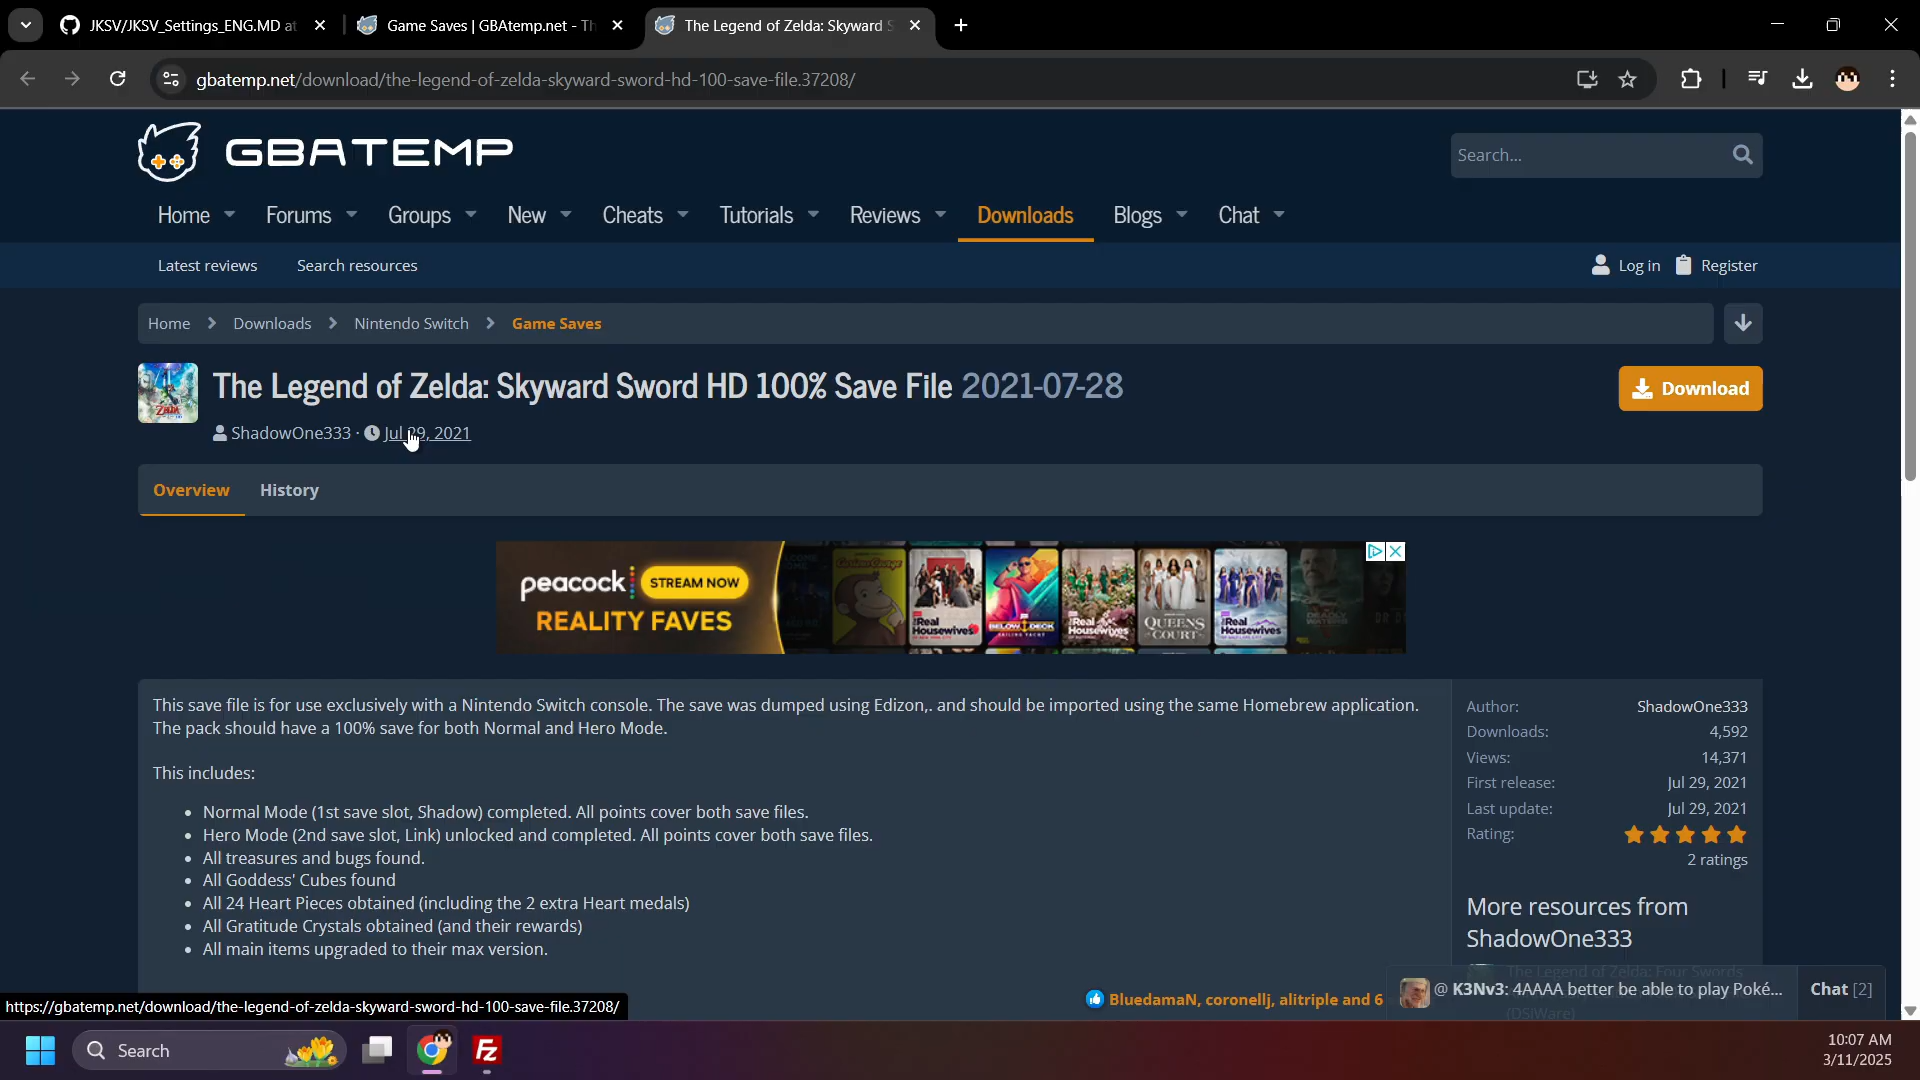 JKSV/JKSV_Settings_ENG.MD at
Game Saves | GBAtemp.net - Th
The Legend of Zelda: Skyward S
gbatemp.net/download/the-legend-of-zelda-skyward-sword-hd-100-save-file.37208/
GBATEMP
Search...
Home
Forums
Groups
New
Cheats
Tutorials
Reviews
Downloads
Blogs
Chat
Latest reviews
Search resources
Log in
Register
Home
Downloads
Nintendo Switch
Game Saves
The Legend of Zelda: Skyward Sword HD 100% Save File 2021-07-28
Download
ShadowOne333 · Jul 29, 2021
Overview
History
peacock STREAM NOW
REALITY FAVES
This save file is for use exclusively with a Nintendo Switch console. The save was dumped using Edizon,. and should be imported using the same Homebrew application.
The pack should have a 100% save for both Normal and Hero Mode.
This includes:
Normal Mode (1st save slot, Shadow) completed. All points cover both save files.
Hero Mode (2nd save slot, Link) unlocked and completed. All points cover both save files.
All treasures and bugs found.
All Goddess' Cubes found
All 24 Heart Pieces obtained (including the 2 extra Heart medals)
All Gratitude Crystals obtained (and their rewards)
All main items upgraded to their max version.
Author: ShadowOne333
Downloads: 4,592
Views: 14,371
First release: Jul 29, 2021
Last update: Jul 29, 2021
Rating:
2 ratings
More resources from
ShadowOne333
The Legend of Zelda: Four Swords
(DSiWare)
BluedamaN, coronellj, alitriple and 6
@ K3Nv3: 4AAAA better be able to play Poké...
Chat [2]
https://gbatemp.net/download/the-legend-of-zelda-skyward-sword-hd-100-save-file.37208/
Search
10:07 AM
3/11/2025